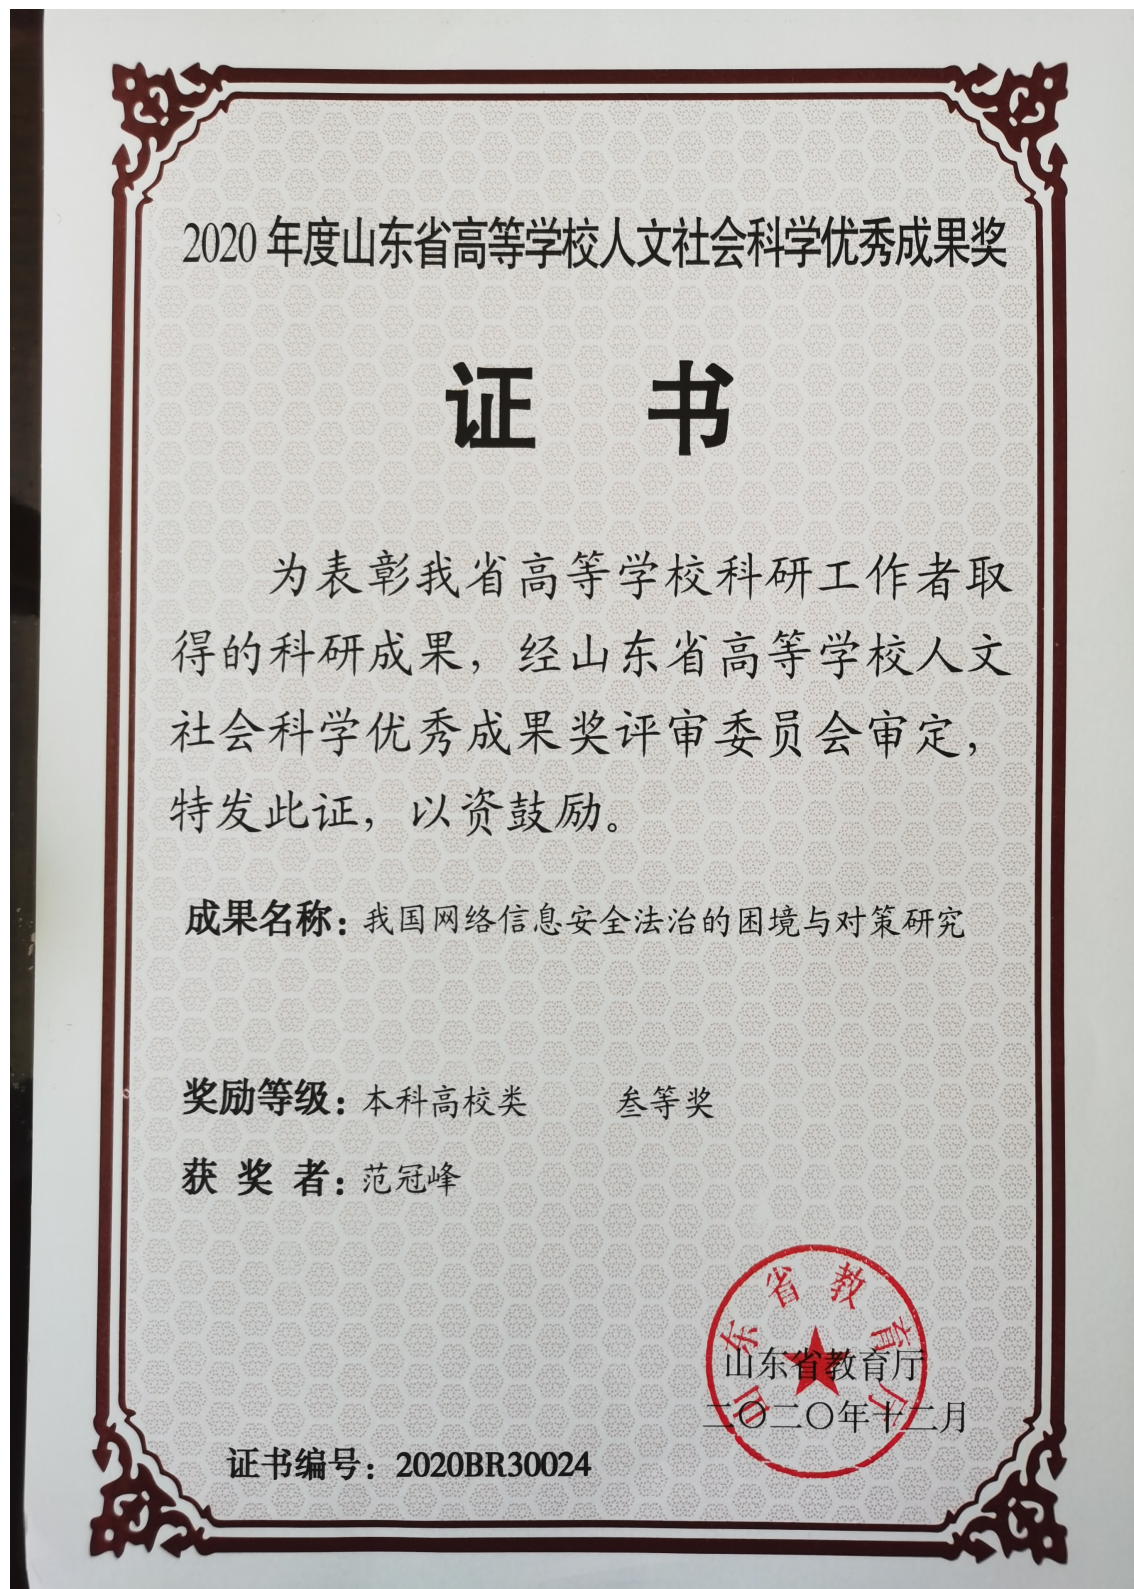 2020年度山东省高等学校人文社会科学优秀成果奖
证 书
为表彰我省高等学校科研工作者取
得的科研成果，经山东省高等学校人文
社会科学优秀成果奖评审委员会审定，
特发此证，以资鼓励。
成果名称：我国网络信息安全法治的困境与对策研究
奖励等级：本科高校类 叁等奖
获奖者：范冠峰
山东省教育厅
山东省教育厅
二〇二〇年十二月
证书编号：2020BR30024